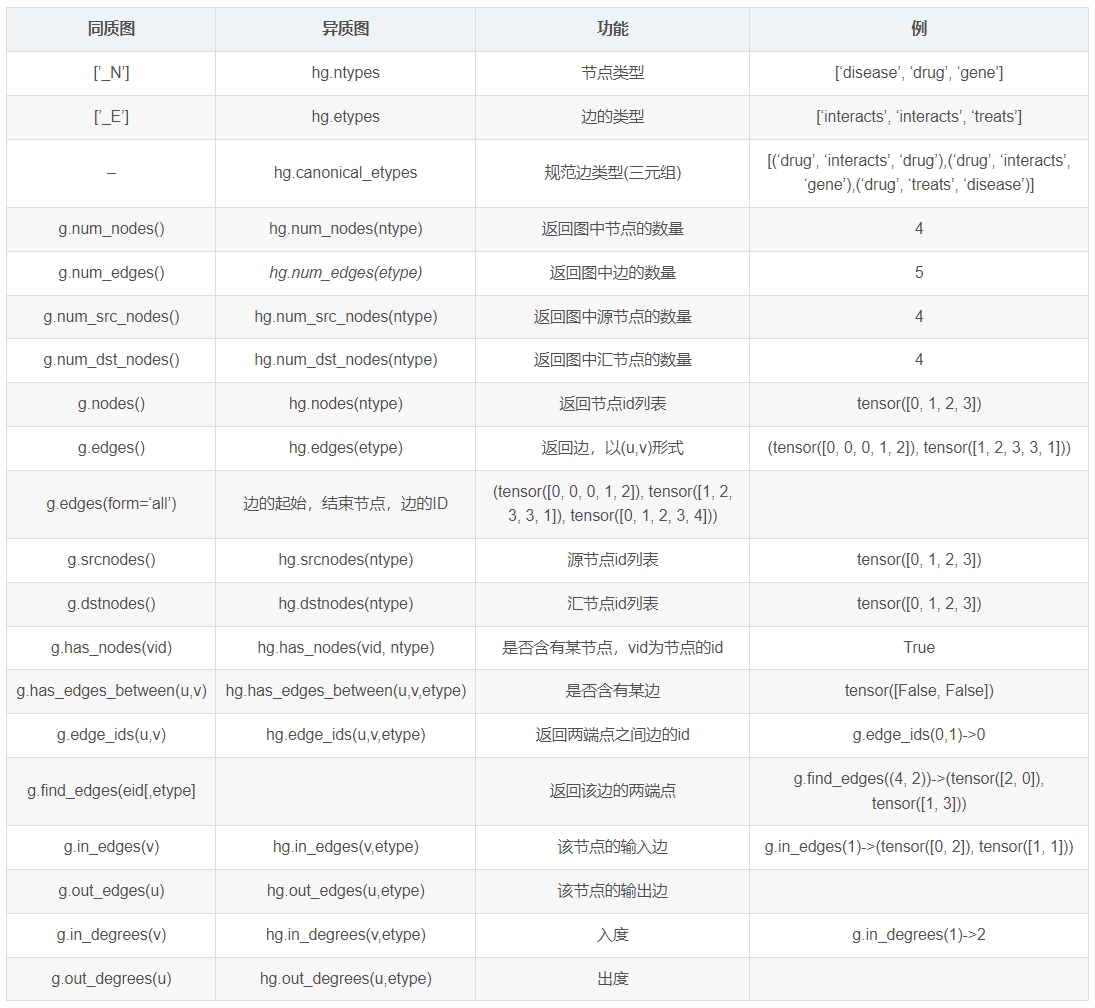 同质图 异质图 功能 例
['_N'] hg.ntypes 节点类型 [‘disease’, ‘drug’, ‘gene’]
['_E'] hg.etypes 边的类型 [‘interacts’, ‘interacts’, ‘treats’]
– hg.canonical_etypes 规范边类型(三元组) [(‘drug’, ‘interacts’, ‘drug’),(‘drug’, ‘interacts’,
‘gene’),(‘drug’, ‘treats’, ‘disease’)]
g.num_nodes() hg.num_nodes(ntype) 返回图中节点的数量 4
g.num_edges() hg.num_edges(etype) 返回图中边的数量 5
g.num_src_nodes() hg.num_src_nodes(ntype) 返回图中源节点的数量 4
g.num_dst_nodes() hg.num_dst_nodes(ntype) 返回图中汇节点的数量 4
g.nodes() hg.nodes(ntype) 返回节点id列表 tensor([0, 1, 2, 3])
g.edges() hg.edges(etype) 返回边，以(u,v)形式 (tensor([0, 0, 0, 1, 2]), tensor([1, 2, 3, 3, 1]))
g.edges(form=‘all’) 边的起始，结束节点，边的ID (tensor([0, 0, 0, 1, 2]), tensor([1, 2,
3, 3, 1]), tensor([0, 1, 2, 3, 4]))
g.srcnodes() hg.srcnodes(ntype) 源节点id列表 tensor([0, 1, 2, 3])
g.dstnodes() hg.dstnodes(ntype) 汇节点id列表 tensor([0, 1, 2, 3])
g.has_nodes(vid) hg.has_nodes(vid, ntype) 是否含有某节点，vid为节点的id True
g.has_edges_between(u,v) hg.has_edges_between(u,v,etype) 是否含有某边 tensor([False, False])
g.edge_ids(u,v) hg.edge_ids(u,v,etype) 返回两端点之间边的id g.edge_ids(0,1)->0
g.find_edges(eid[,etype] 返回该边的两端点 g.find_edges((4, 2))->(tensor([2, 0]),
tensor([1, 3]))
g.in_edges(v) hg.in_edges(v,etype) 该节点的输入边 g.in_edges(1)->(tensor([0, 2]), tensor([1, 1]))
g.out_edges(u) hg.out_edges(u,etype) 该节点的输出边
g.in_degrees(v) hg.in_degrees(v,etype) 入度 g.in_degrees(1)->2
g.out_degrees(u) hg.out_degrees(u,etype) 出度